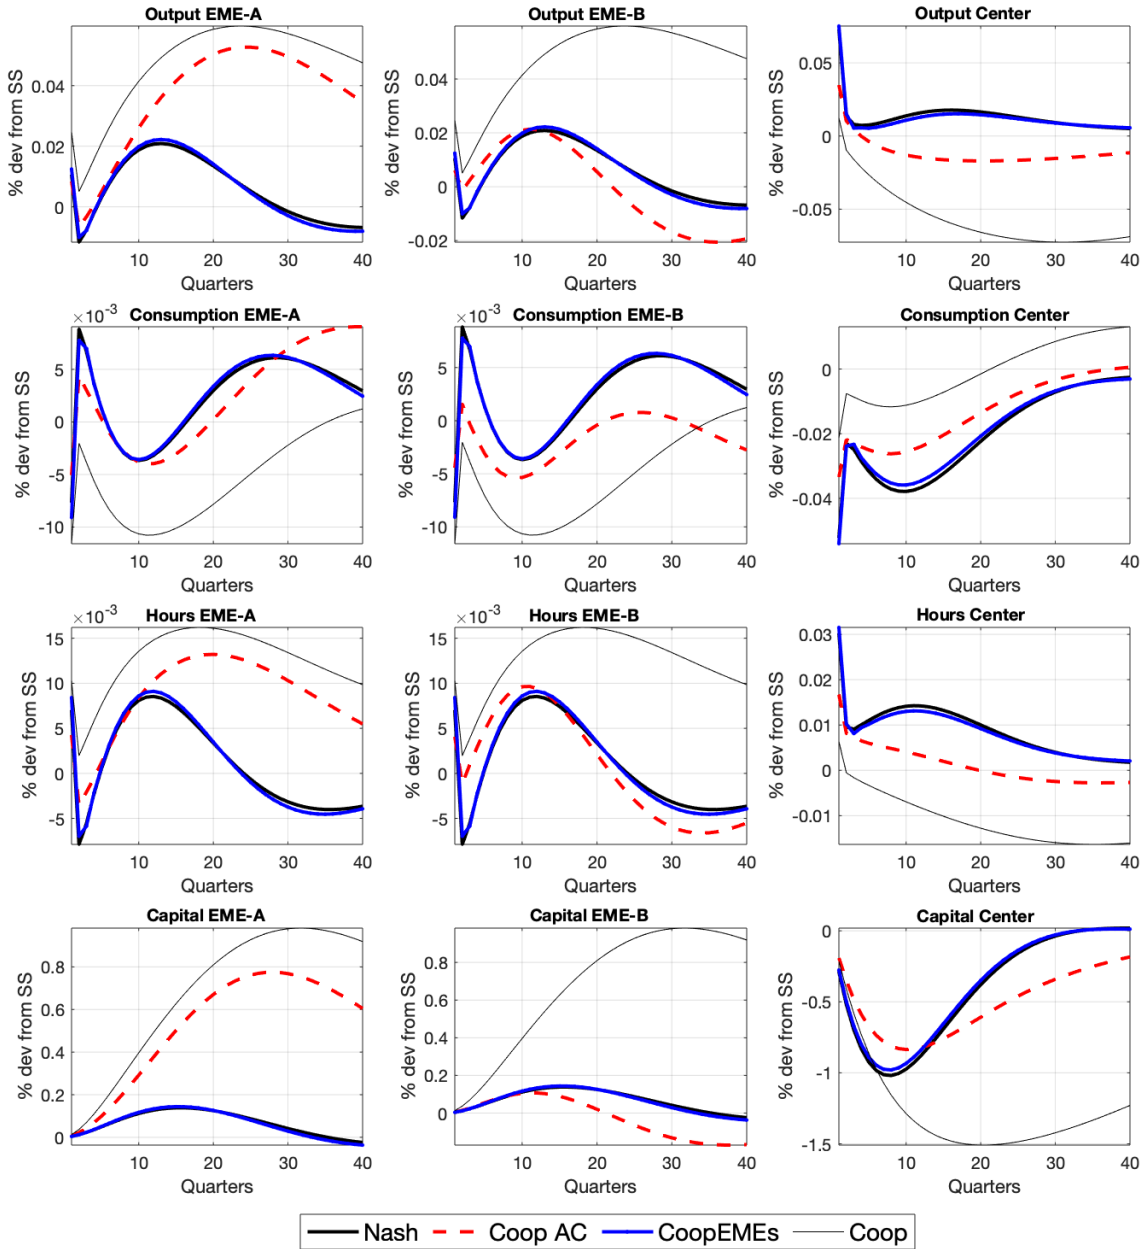 Output EME-A
% dev from SS
0.04
0.02
0
10 20 30 40
Quarters
Output EME-B
% dev from SS
0.04
0.02
0
-0.02
10 20 30 40
Quarters
Output Center
% dev from SS
0.05
0
-0.05
10 20 30 40
Quarters
×10⁻³ Consumption EME-A
% dev from SS
5
0
-5
-10
10 20 30 40
Quarters
×10⁻³ Consumption EME-B
% dev from SS
5
0
-5
-10
10 20 30 40
Quarters
Consumption Center
% dev from SS
0
-0.02
-0.04
10 20 30 40
Quarters
×10⁻³ Hours EME-A
% dev from SS
15
10
5
0
-5
10 20 30 40
Quarters
×10⁻³ Hours EME-B
% dev from SS
15
10
5
0
-5
10 20 30 40
Quarters
Hours Center
% dev from SS
0.03
0.02
0.01
0
-0.01
10 20 30 40
Quarters
Capital EME-A
% dev from SS
0.8
0.6
0.4
0.2
0
10 20 30 40
Quarters
Capital EME-B
% dev from SS
0.8
0.6
0.4
0.2
0
10 20 30 40
Quarters
Capital Center
% dev from SS
0
-0.5
-1
-1.5
10 20 30 40
Quarters
Nash Coop AC CoopEMEs Coop